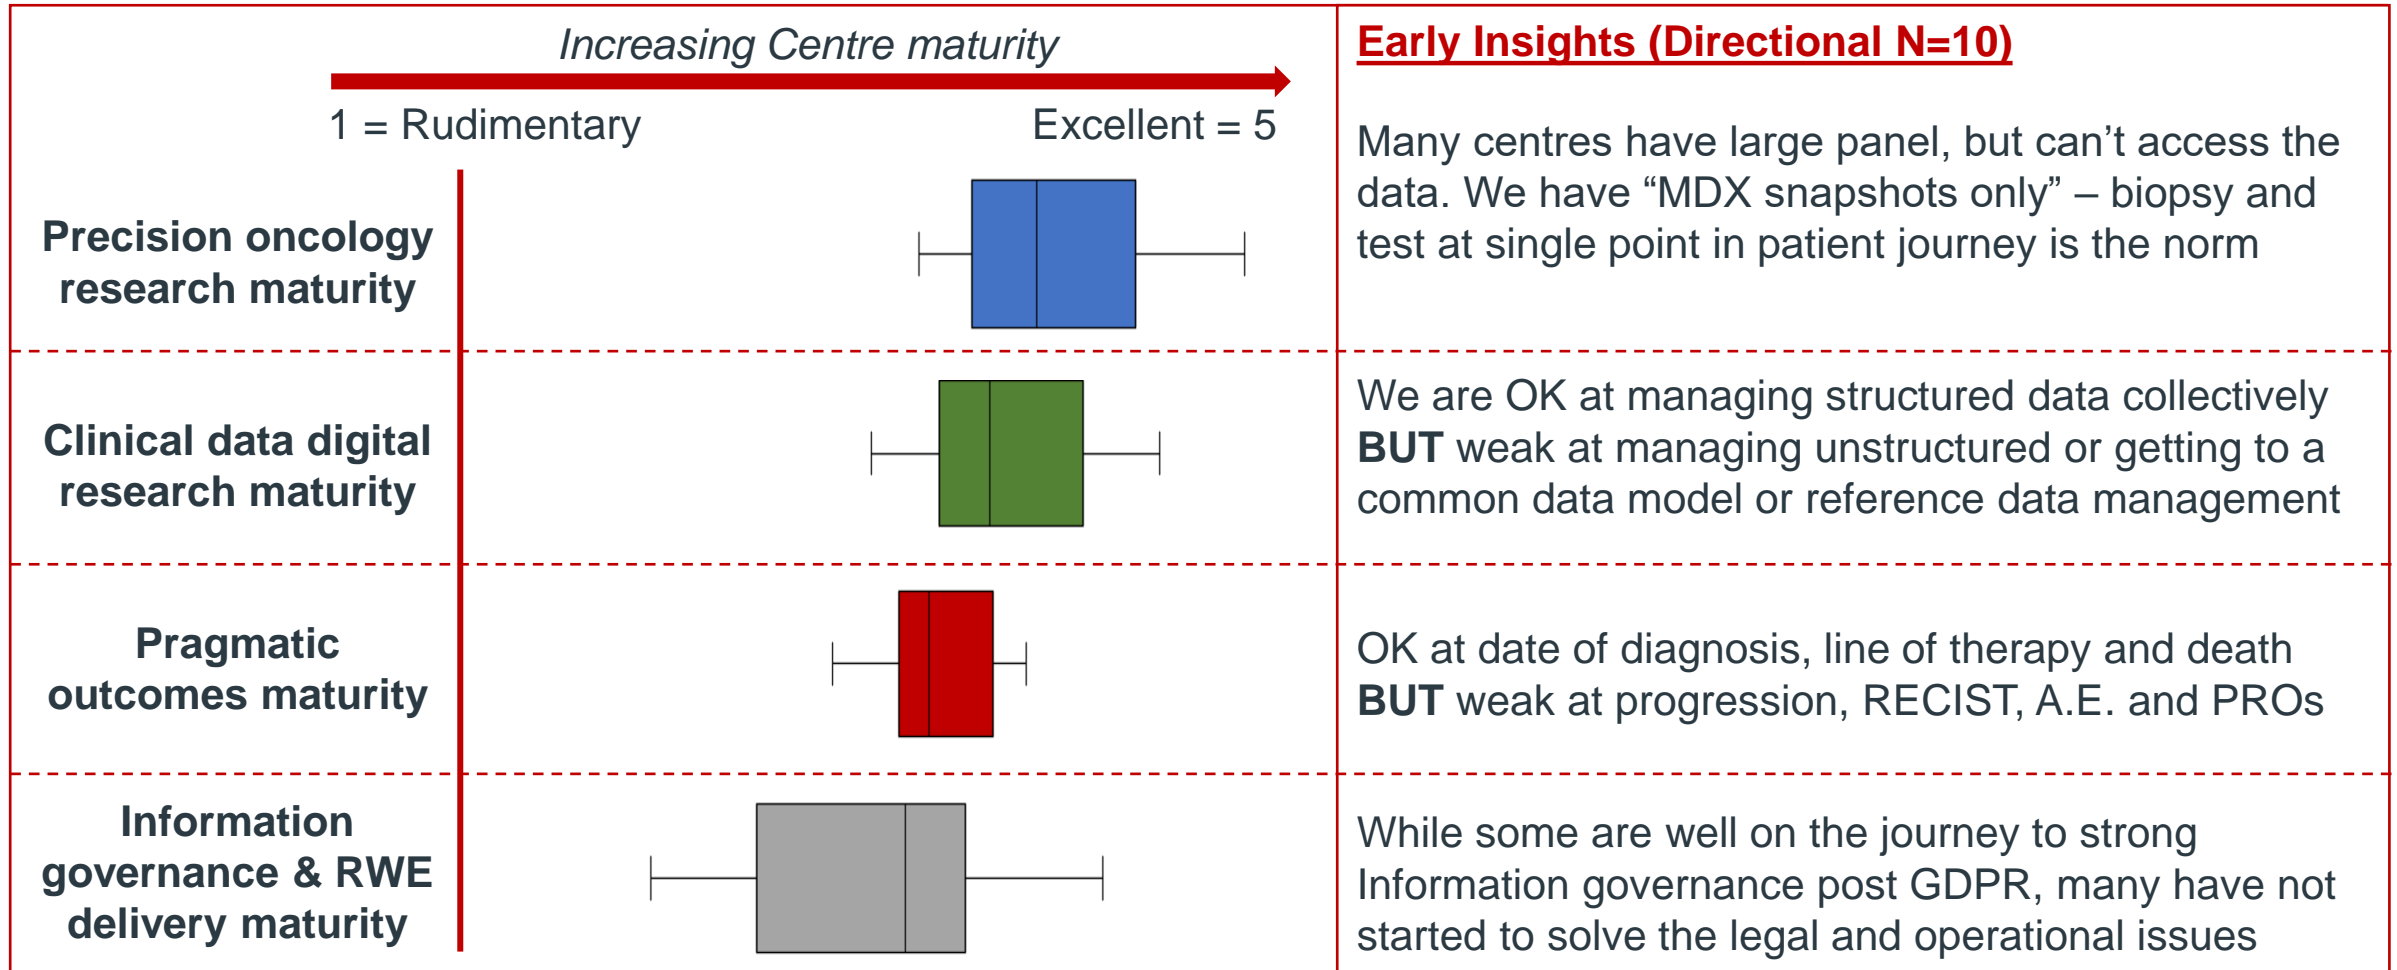 Increasing Centre maturity
1 = Rudimentary
Excellent = 5
Early Insights (Directional N=10)
Precision oncology
research maturity
Many centres have large panel, but can’t access the
data. We have “MDX snapshots only” – biopsy and
test at single point in patient journey is the norm
Clinical data digital
research maturity
We are OK at managing structured data collectively
BUT weak at managing unstructured or getting to a
common data model or reference data management
Pragmatic
outcomes maturity
OK at date of diagnosis, line of therapy and death
BUT weak at progression, RECIST, A.E. and PROs
Information
governance & RWE
delivery maturity
While some are well on the journey to strong
Information governance post GDPR, many have not
started to solve the legal and operational issues